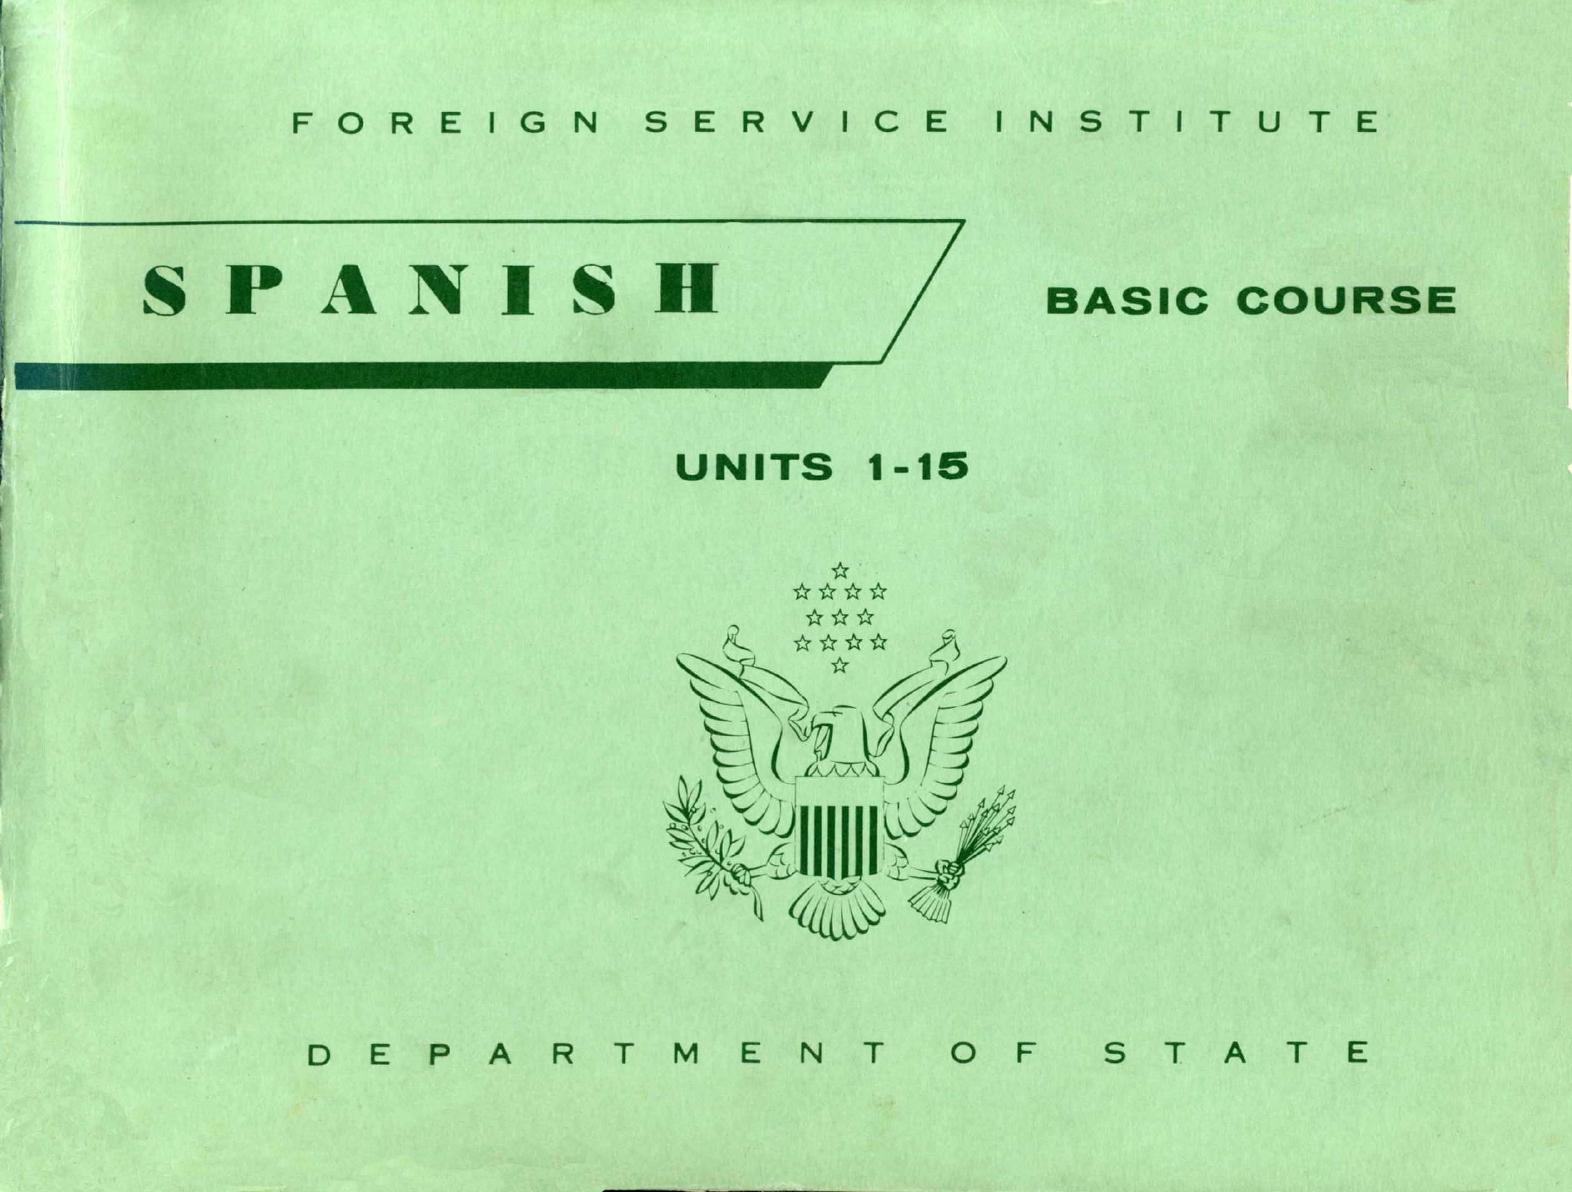 FOREIGN SERVICE INSTITUTE
SPANISH
BASIC COURSE
UNITS 1-15
DEPARTMENT OF STATE